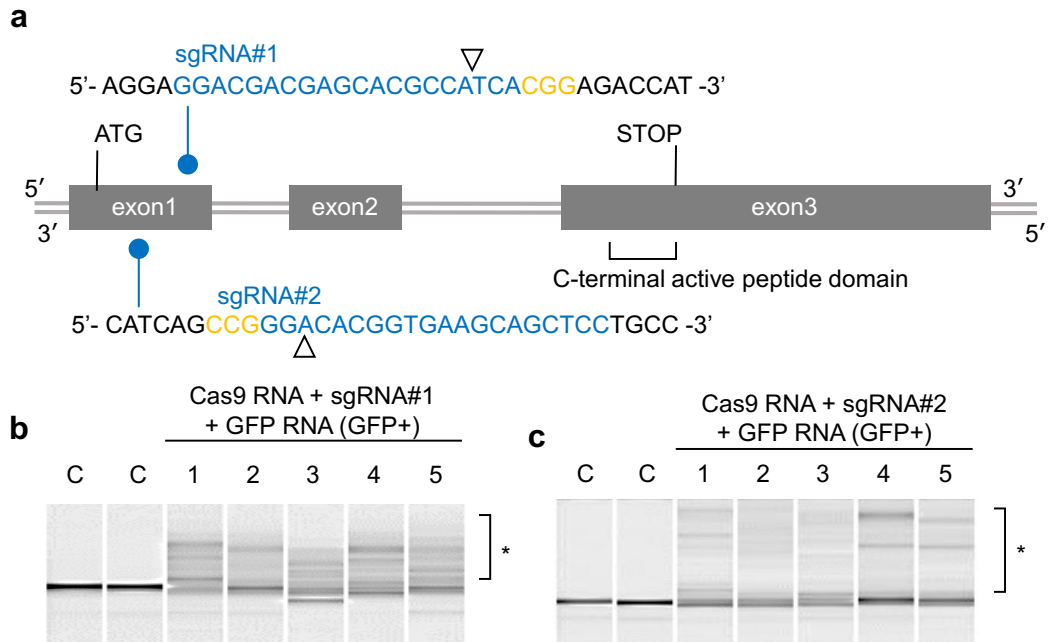 a
sgRNA#1
5′- AGGAGGACGACGAGCACGCCATCACGGAGACCAT -3′
ATG
STOP
5′ 3′
exon1 exon2 exon3
3′ 5′
C-terminal active peptide domain
sgRNA#2
5′- CATCAGCCGGGACACGGTGAAGCAGCTCCTGCC -3′
b
Cas9 RNA + sgRNA#1
+ GFP RNA (GFP+)
C C 1 2 3 4 5
*
c
Cas9 RNA + sgRNA#2
+ GFP RNA (GFP+)
C C 1 2 3 4 5
*